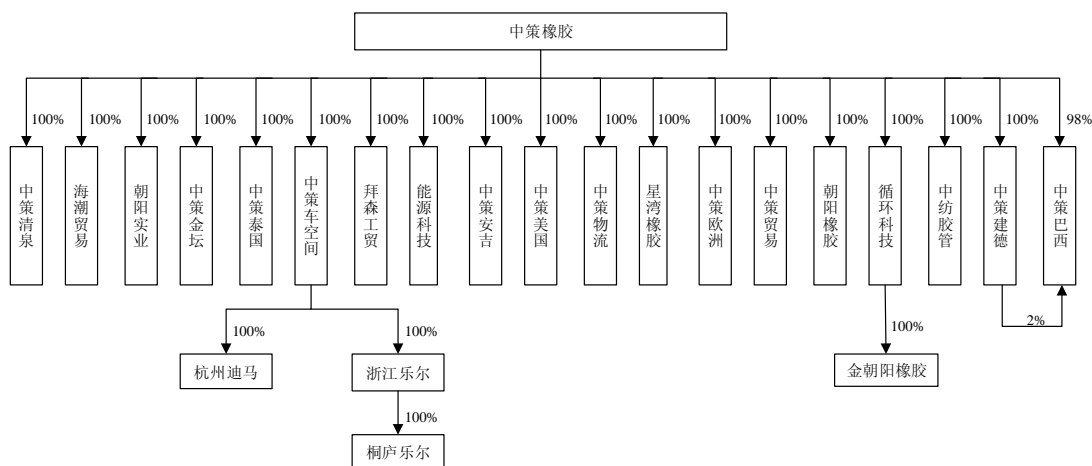 中策橡胶
100% 100% 100% 100% 100% 100% 100% 100% 100% 100% 100% 100% 100% 100% 100% 100% 100% 100% 98%
中策清泉
海潮贸易
朝阳实业
中策金坛
中策泰国
中策车空间
拜森工贸
能源科技
中策安吉
中策美国
中策物流
星湾橡胶
中策欧洲
中策贸易
朝阳橡胶
循环科技
中纺胶管
中策建德
中策巴西
2%
100% 100% 100%
杭州迪马
浙江乐尔
金朝阳橡胶
100%
桐庐乐尔